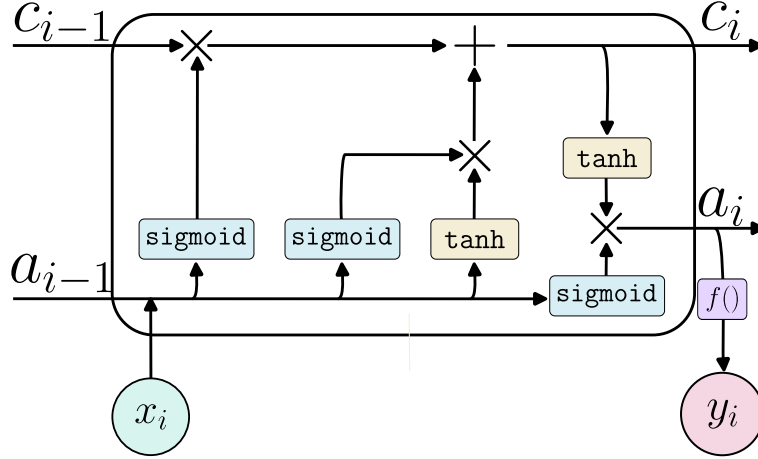 c_{i-1}
c_i
tanh
a_{i-1}
sigmoid
sigmoid
tanh
a_i
sigmoid
f()
x_i
y_i